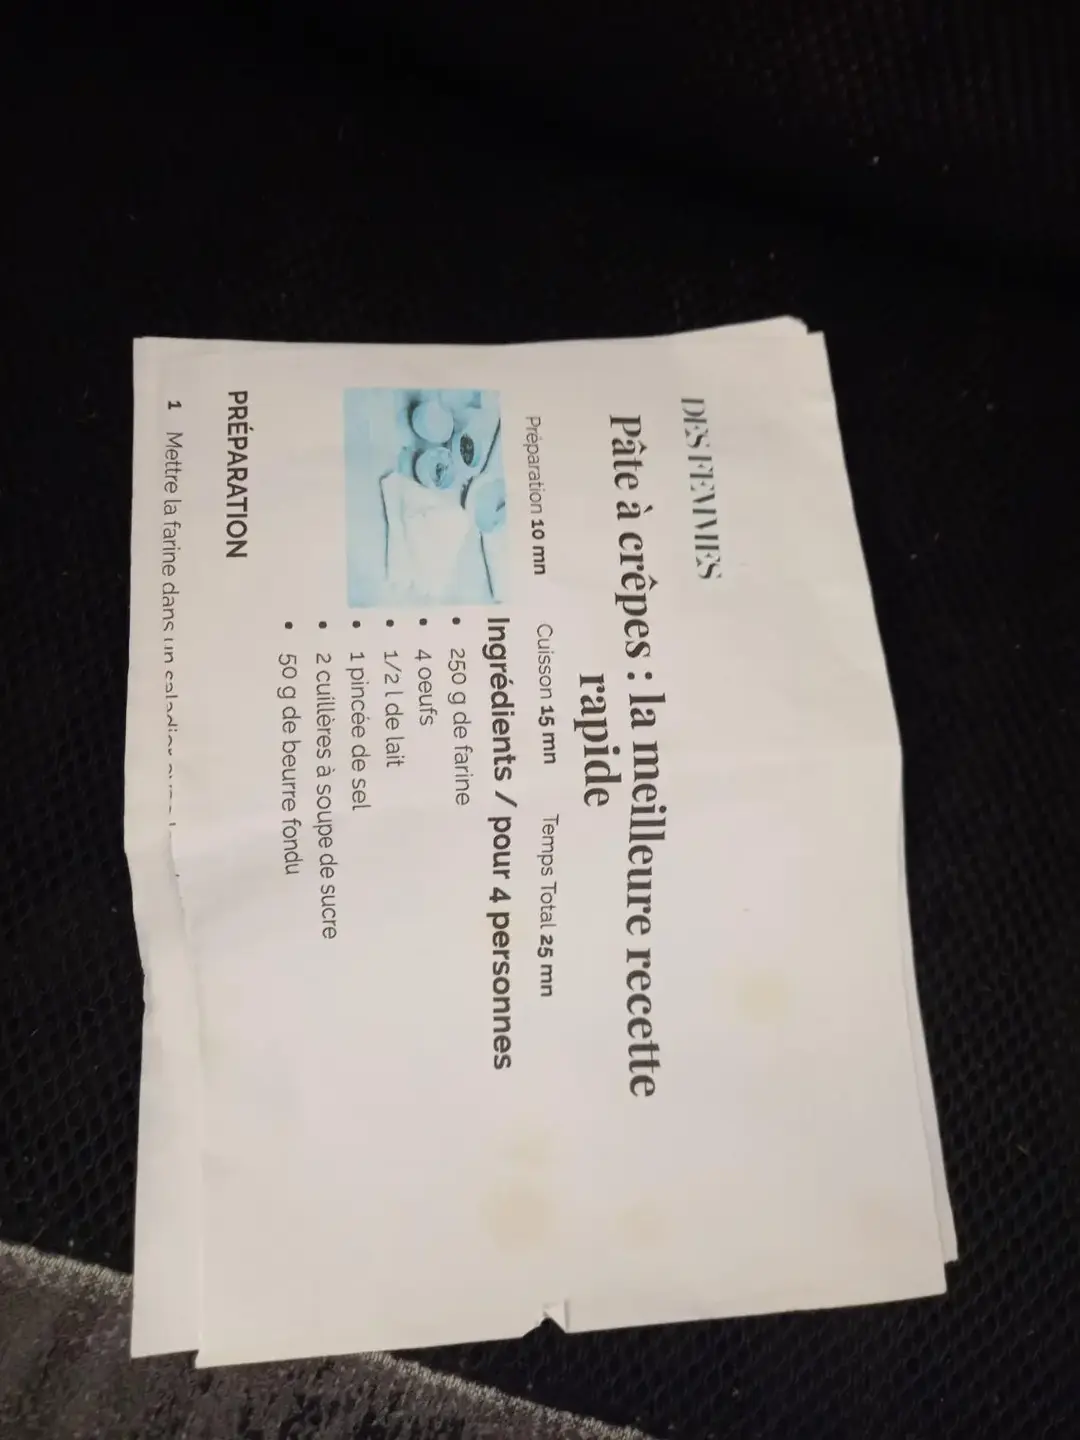 DES FEMMES
Pâte à crêpes : la meilleure recette
rapide
Préparation 10 mn Cuisson 15 mn Temps Total 25 mn
Ingrédients / pour 4 personnes
• 250 g de farine
• 4 oeufs
• 1/2 l de lait
• 1 pincée de sel
• 2 cuillères à soupe de sucre
• 50 g de beurre fondu
PRÉPARATION
1 Mettre la farine dans un saladier